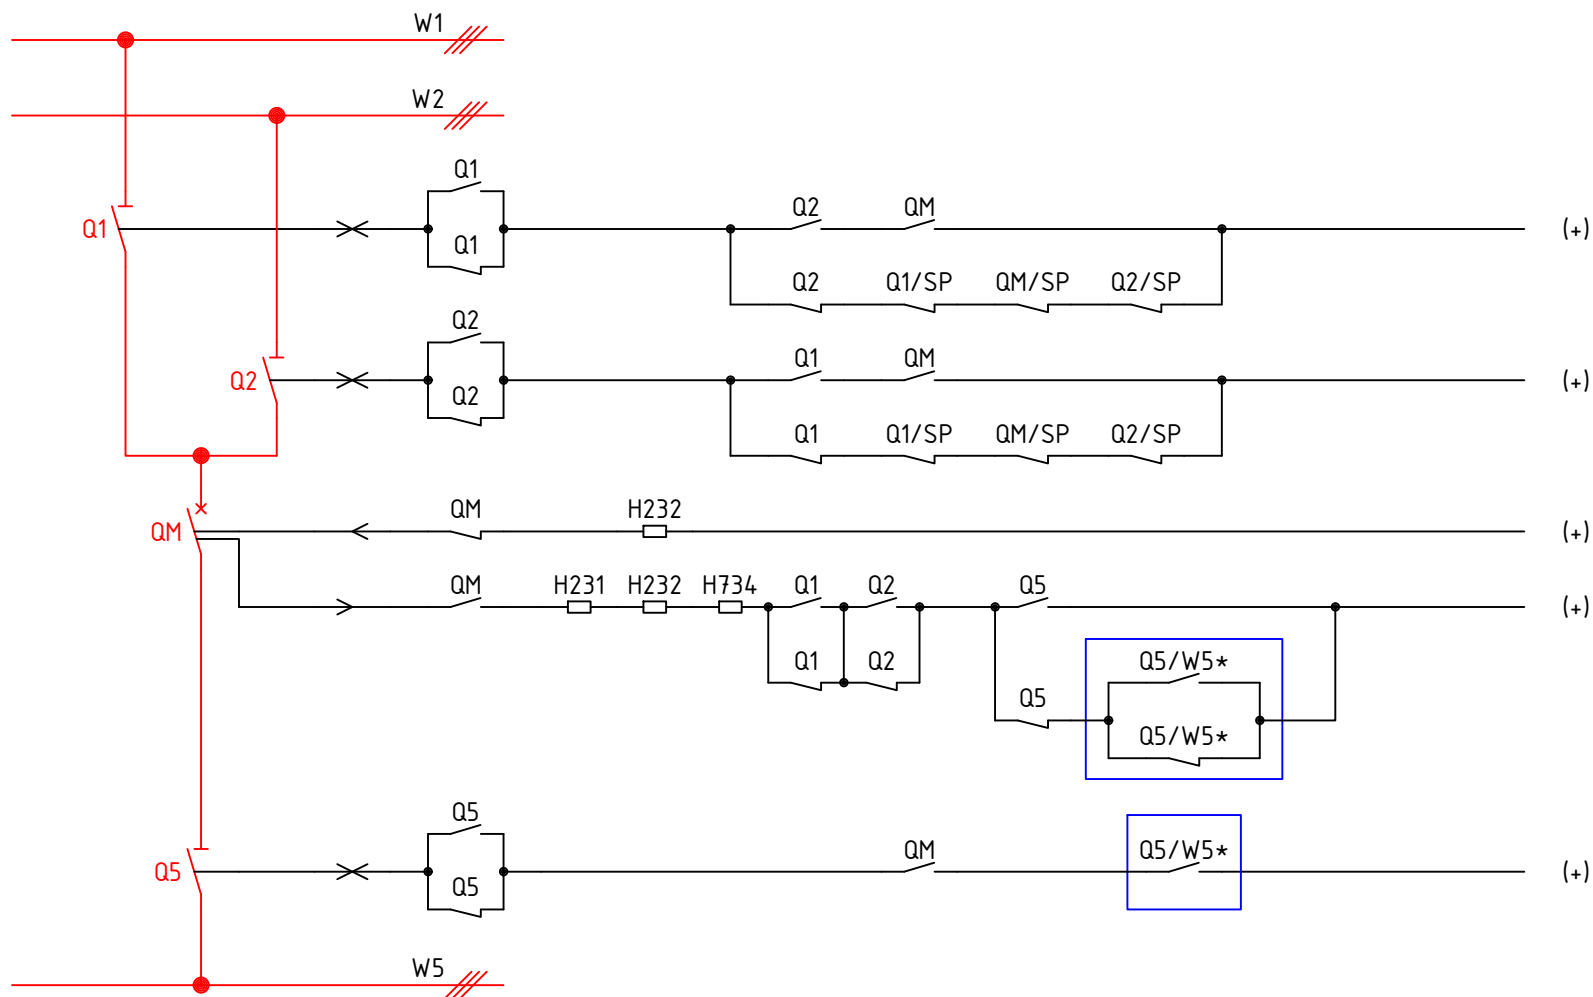 W1
W2
Q1
Q1 Q2 QM (+)
Q1
Q2 Q1/SP QM/SP Q2/SP
Q2
Q2 Q1 QM (+)
Q2
Q1 Q1/SP QM/SP Q2/SP
QM QM H232 (+)
QM H231 H232 H734 Q1 Q2 Q5 (+)
Q1 Q2 Q5/W5*
Q5
Q5/W5*
Q5
Q5 Q5 QM Q5/W5* (+)
W5